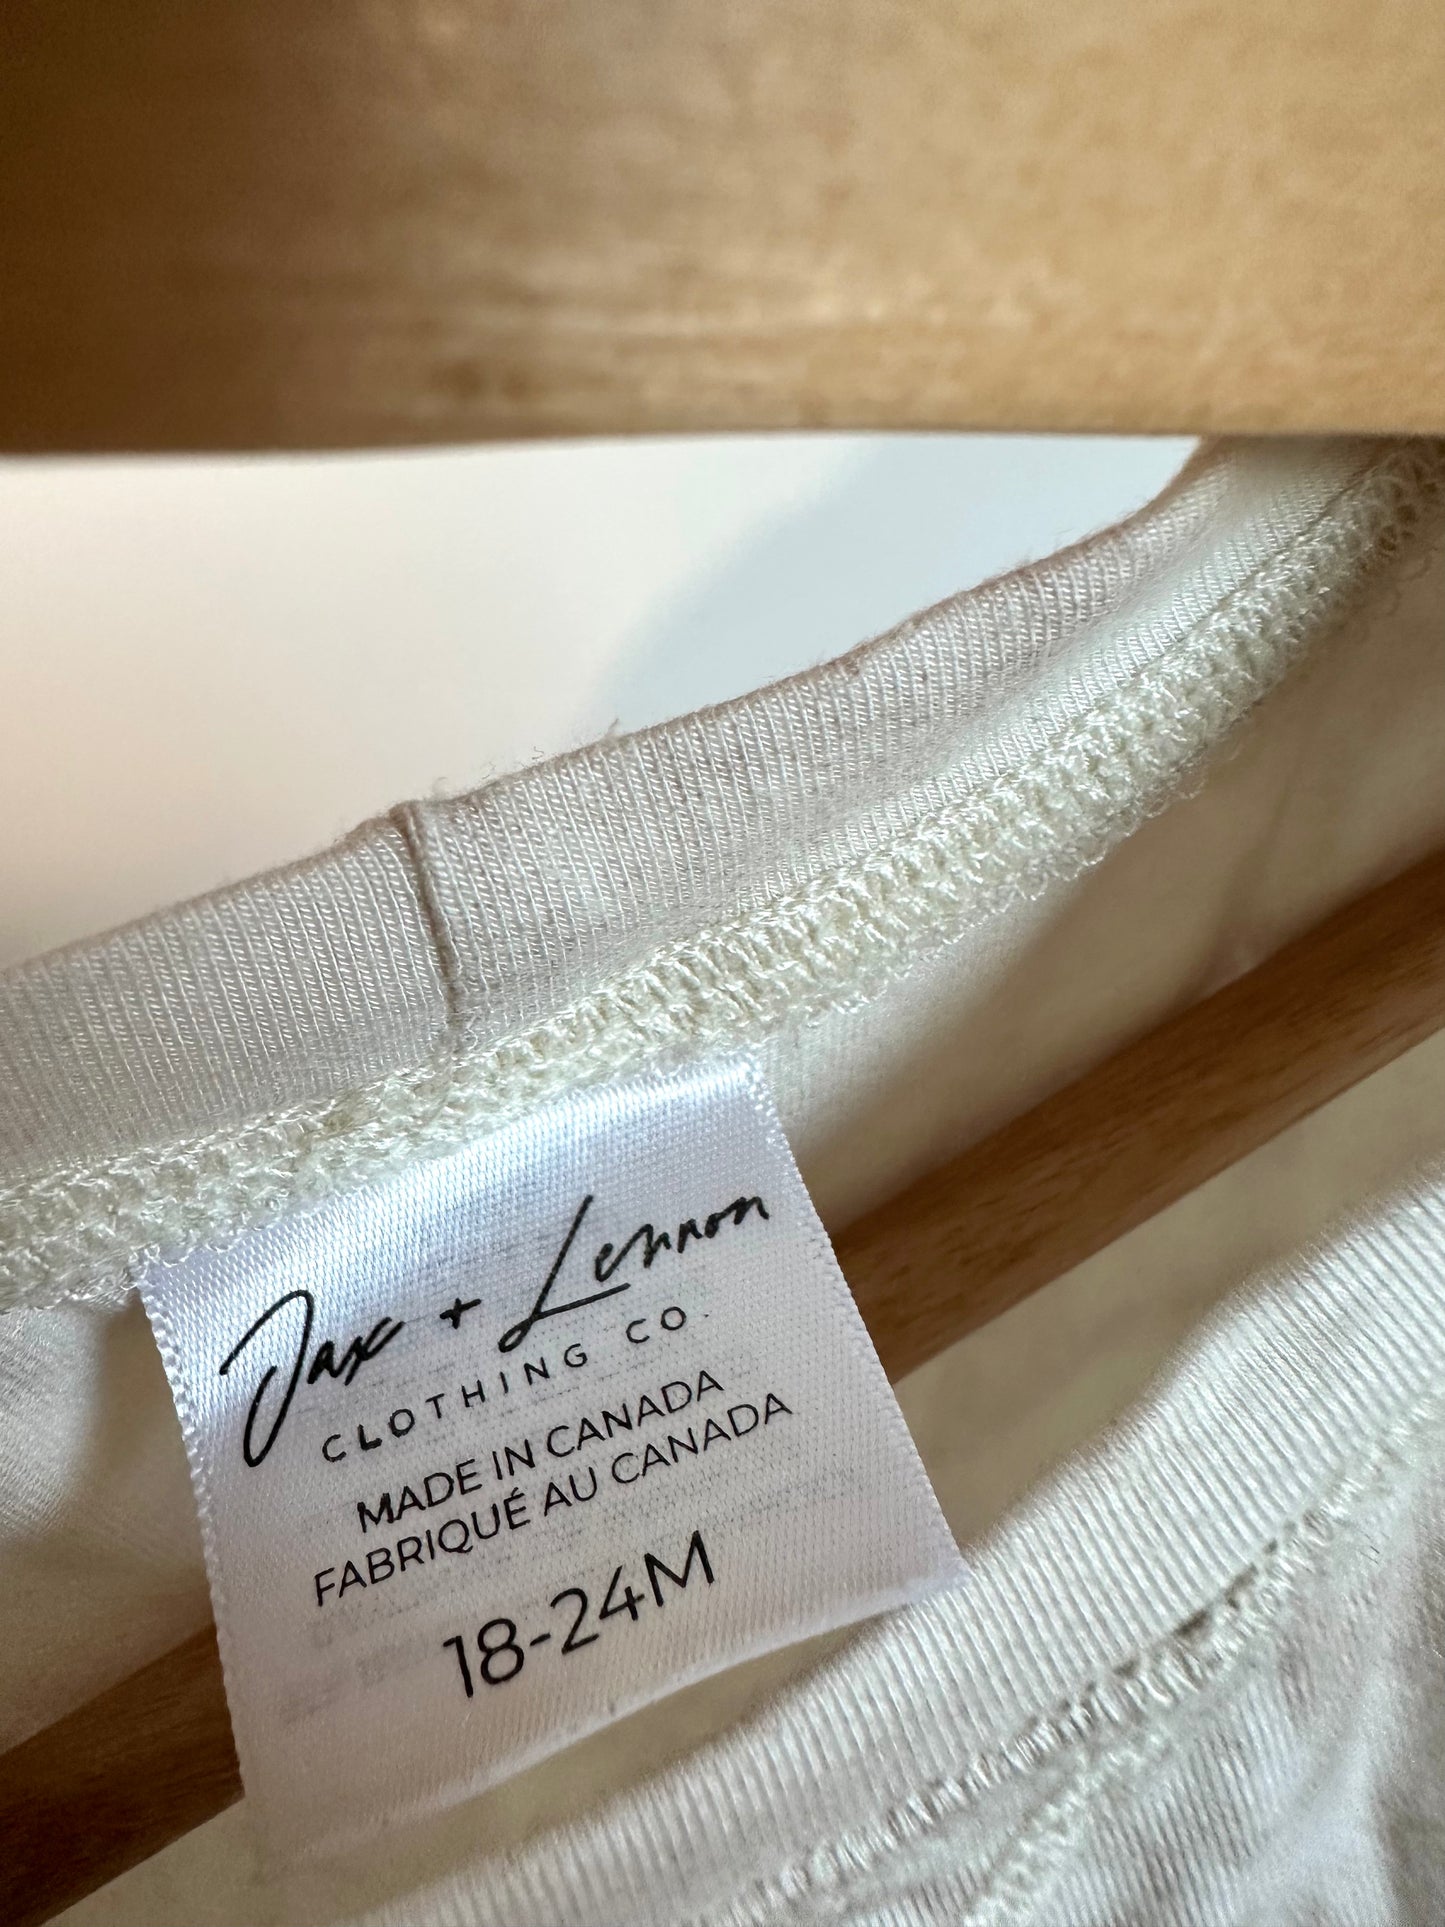 Jax + Lennon
CLOTHING CO.
MADE IN CANADA
FABRIQUÉ AU CANADA
18-24M